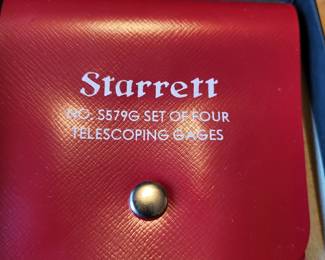 Starrett
NO. S579G SET OF FOUR
TELESCOPING GAGES